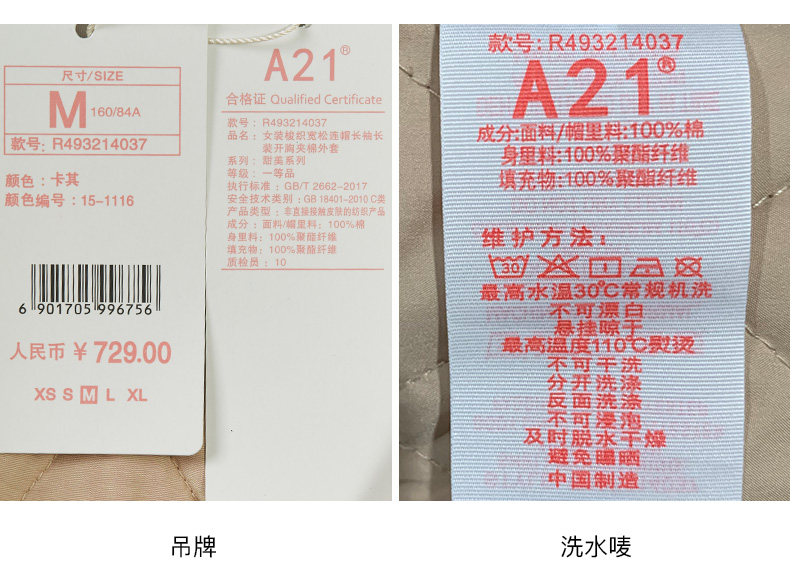 尺寸/SIZE
M 160/84A
款号: R493214037
颜色：卡其
颜色编号：15-1116
6 901705 996756
人民币 ￥729.00
XS S M L XL
A21®
合格证 Qualified Certificate
款号：R493214037
品名：女装梭织宽松连帽长袖长
装开胸夹棉外套
系列：甜美系列
等级：一等品
执行标准：GB/T 2662-2017
安全技术类别：GB 18401-2010 C类
产品类型：非直接接触皮肤的纺织产品
成分：面料/帽里料：100%棉
身里料：100%聚酯纤维
填充物：100%聚酯纤维
质检员：10
款号: R493214037
A21®
成分:面料/帽里料:100%棉
身里料:100%聚酯纤维
填充物:100%聚酯纤维
维护方法：
30
最高水温30℃常规机洗
不可漂白
悬挂晾干
最高温度110℃熨烫
不可干洗
分开洗涤
反面洗涤
不可浸泡
及时脱水干燥
避免曝晒
中国制造
吊牌
洗水唛